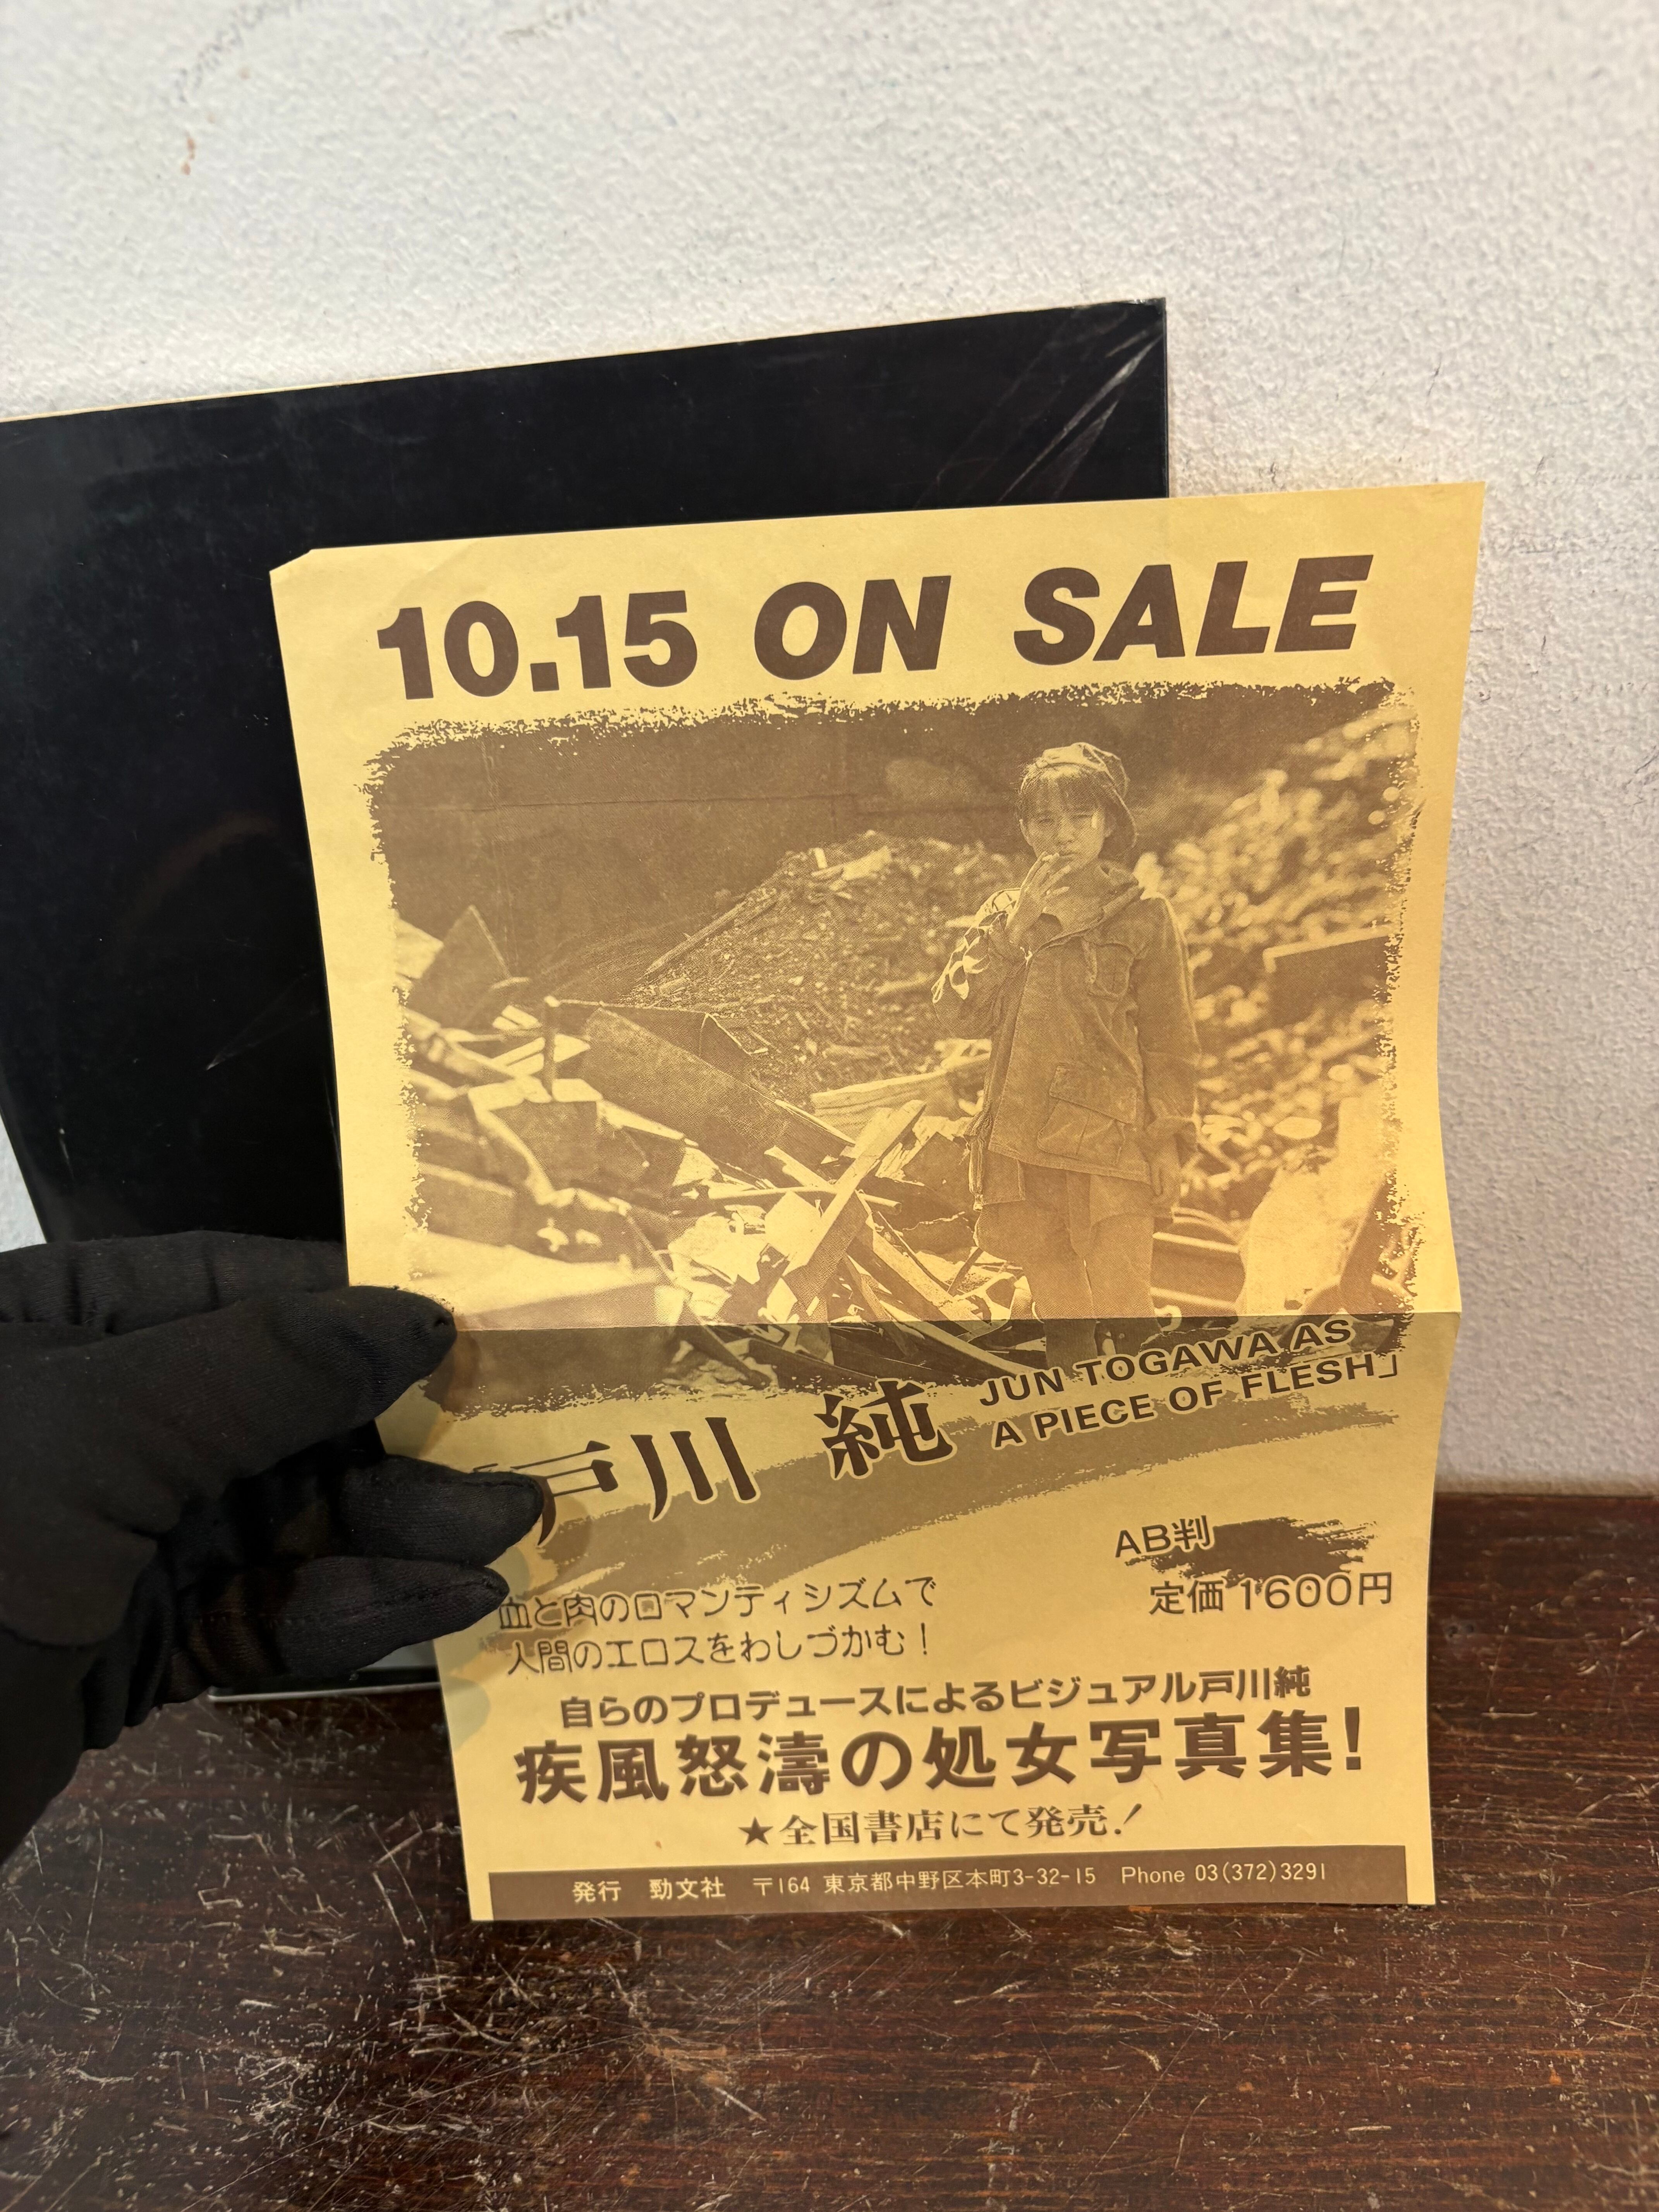 10.15 ON SALE
JUN TOGAWA AS
A PIECE OF FLESH」
戸川 純
AB判
定価1600円
血と肉のロマンティシズムで
人間のエロスをわしづかむ！
自らのプロデュースによるビジュアル戸川純
疾風怒濤の処女写真集！
★全国書店にて発売！
発行 勁文社 〒164 東京都中野区本町3-32-15 Phone 03(372)3291